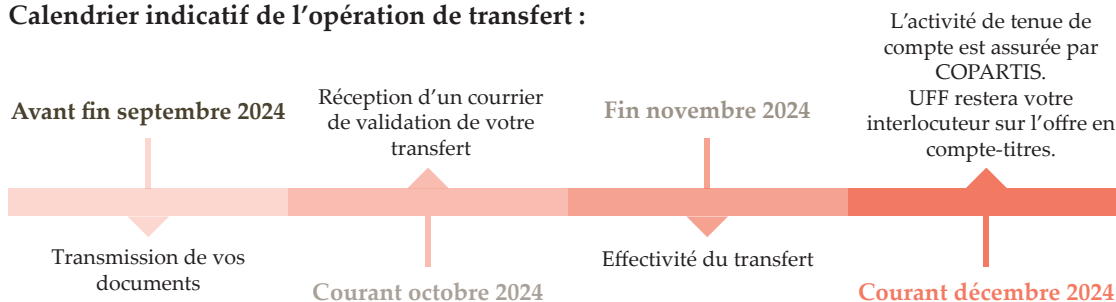 Calendrier indicatif de l’opération de transfert :
Avant fin septembre 2024
Transmission de vos
documents
Réception d’un courrier
de validation de votre
transfert
Courant octobre 2024
Fin novembre 2024
Effectivité du transfert
L’activité de tenue de
compte est assurée par
COPARTIS.
UFF restera votre
interlocuteur sur l’offre en
compte-titres.
Courant décembre 2024